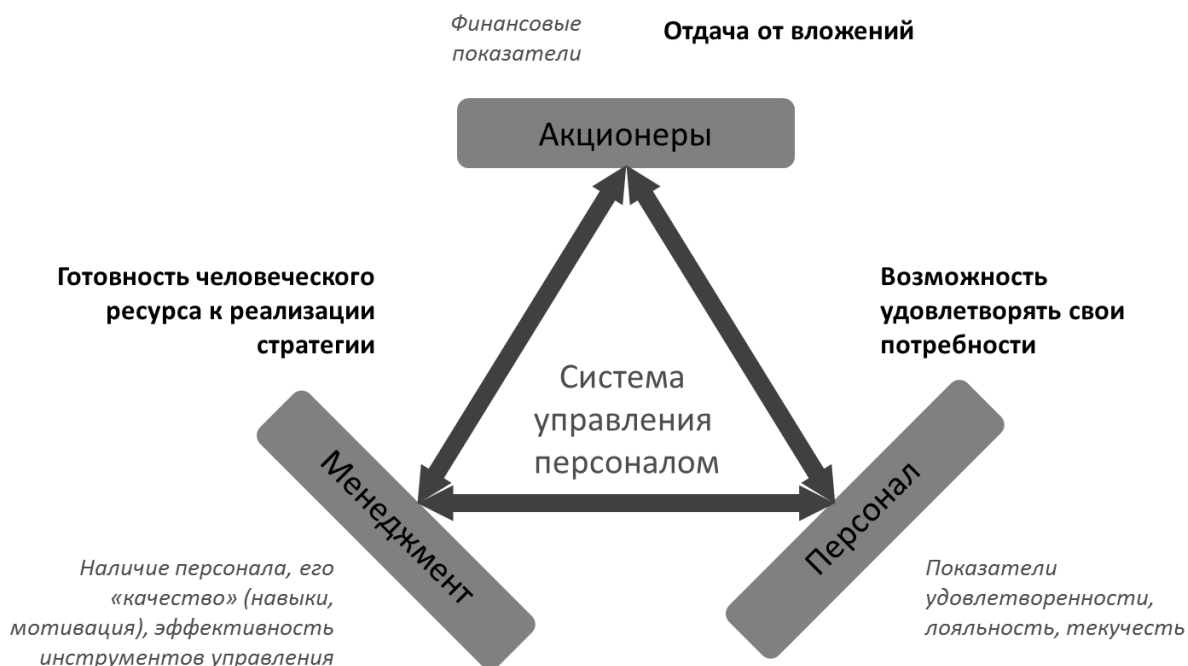 Финансовые
показатели
Отдача от вложений
Акционеры
Готовность человеческого
ресурса к реализации
стратегии
Возможность
удовлетворять свои
потребности
Система
управления
персоналом
Менеджмент
Персонал
Наличие персонала, его
«качество» (навыки,
мотивация), эффективность
инструментов управления
Показатели
удовлетворенности,
лояльность, текучесть